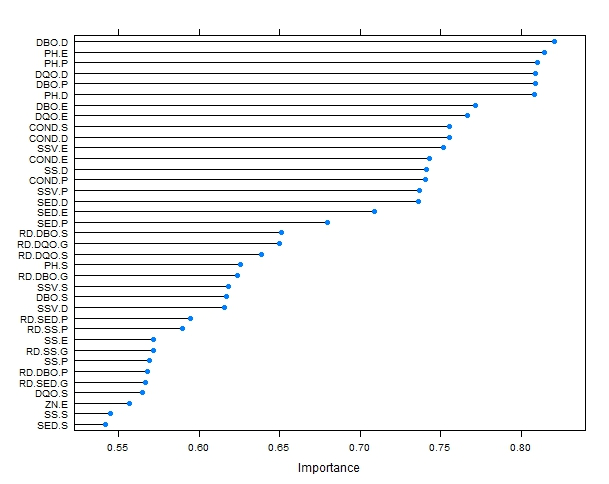 DBO.D
PH.E
PH.P
DQO.D
DBO.P
PH.D
DBO.E
DQO.E
COND.S
COND.D
SSV.E
COND.E
SS.D
COND.P
SSV.P
SED.D
SED.E
SED.P
RD.DBO.S
RD.DQO.G
RD.DQO.S
PH.S
RD.DBO.G
SSV.S
DBO.S
SSV.D
RD.SED.P
RD.SS.P
SS.E
RD.SS.G
SS.P
RD.DBO.P
RD.SED.G
DQO.S
ZN.E
SS.S
SED.S
0.55 0.60 0.65 0.70 0.75 0.80
Importance